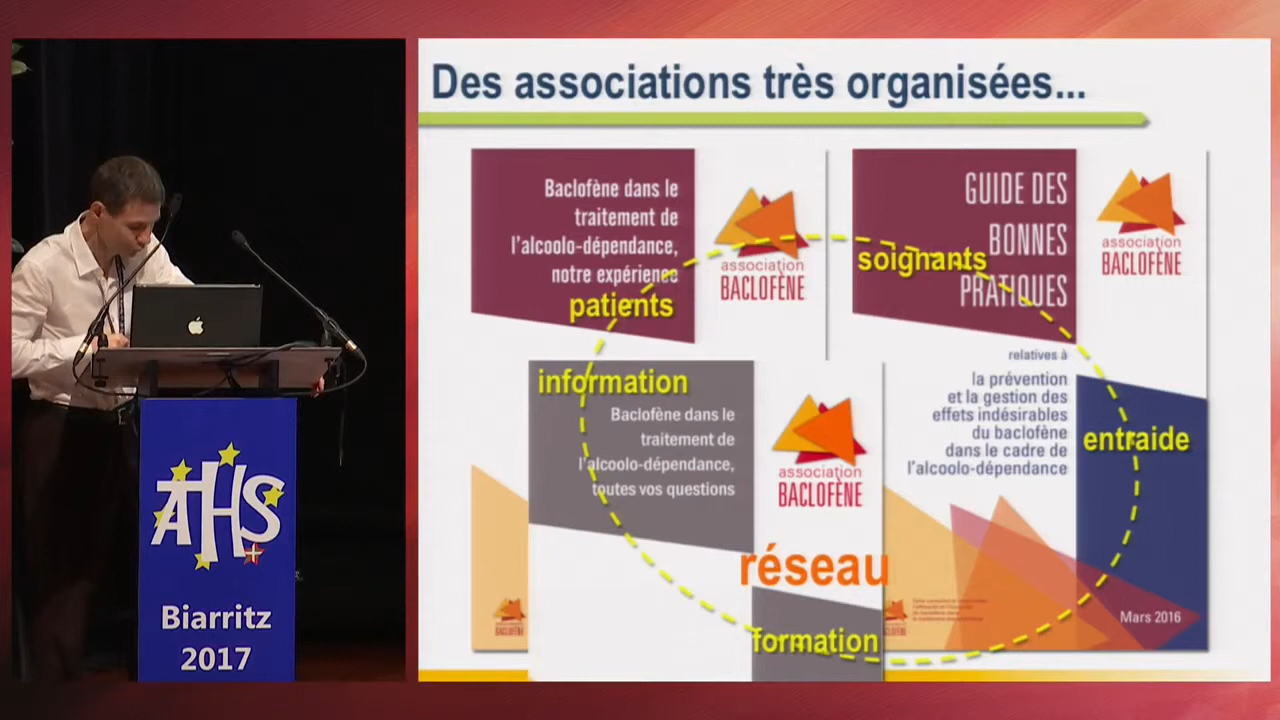 Des associations très organisées...
Baclofène dans le
traitement de
l'alcoolo-dépendance,
notre expérience
patients
association
BACLOFÈNE
GUIDE DES
BONNES
PRATIQUES
soignants
association
BACLOFÈNE
relatives à
la prévention
et la gestion des
effets indésirables
du baclofène
dans le cadre de
l'alcoolo-dépendance
entraide
information
Baclofène dans le
traitement de
l'alcoolo-dépendance,
toutes vos questions
association
BACLOFÈNE
réseau
formation
Mars 2016
BACLOFÈNE
AHS
Biarritz
2017